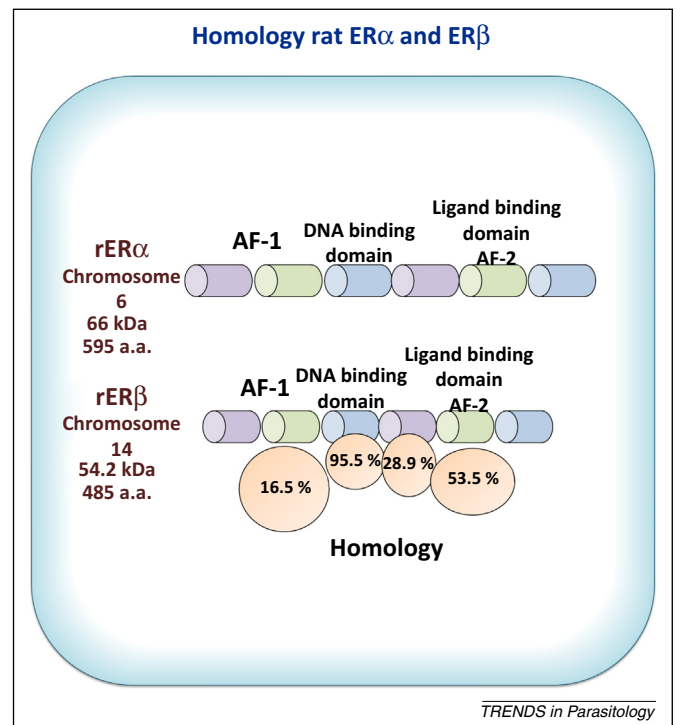 Homology rat ERα and ERβ
rERα
Chromosome
6
66 kDa
595 a.a.
AF-1
DNA binding
domain
Ligand binding
domain
AF-2
rERβ
Chromosome
14
54.2 kDa
485 a.a.
AF-1
DNA binding
domain
Ligand binding
domain
AF-2
16.5 %
95.5 %
28.9 %
53.5 %
Homology
TRENDS in Parasitology